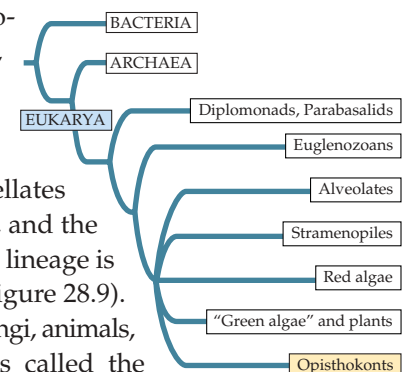 o-
BACTERIA
ARCHAEA
EUKARYA
Diplomonads, Parabasalids
Euglenozoans
ellates
Alveolates
and the
lineage is
Stramenopiles
igure 28.9).
Red algae
ngi, animals,
"Green algae" and plants
s called the
Opisthokonts